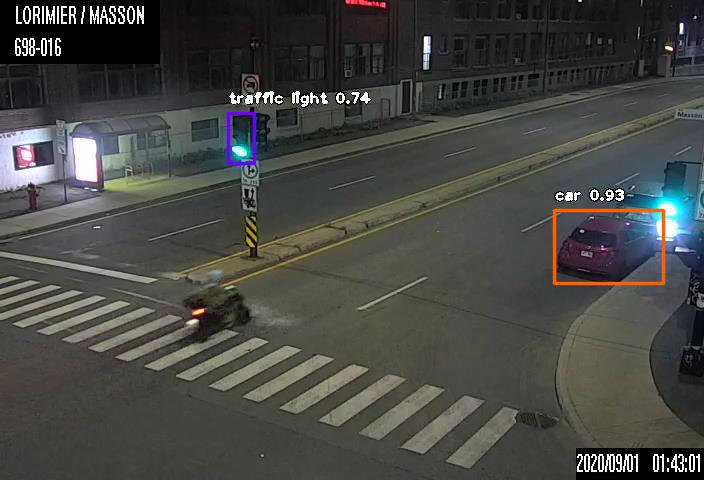 LORIMIER / MASSON
698-016
traffic light 0.74
Masson
car 0.93
2020/09/01 01:43:01